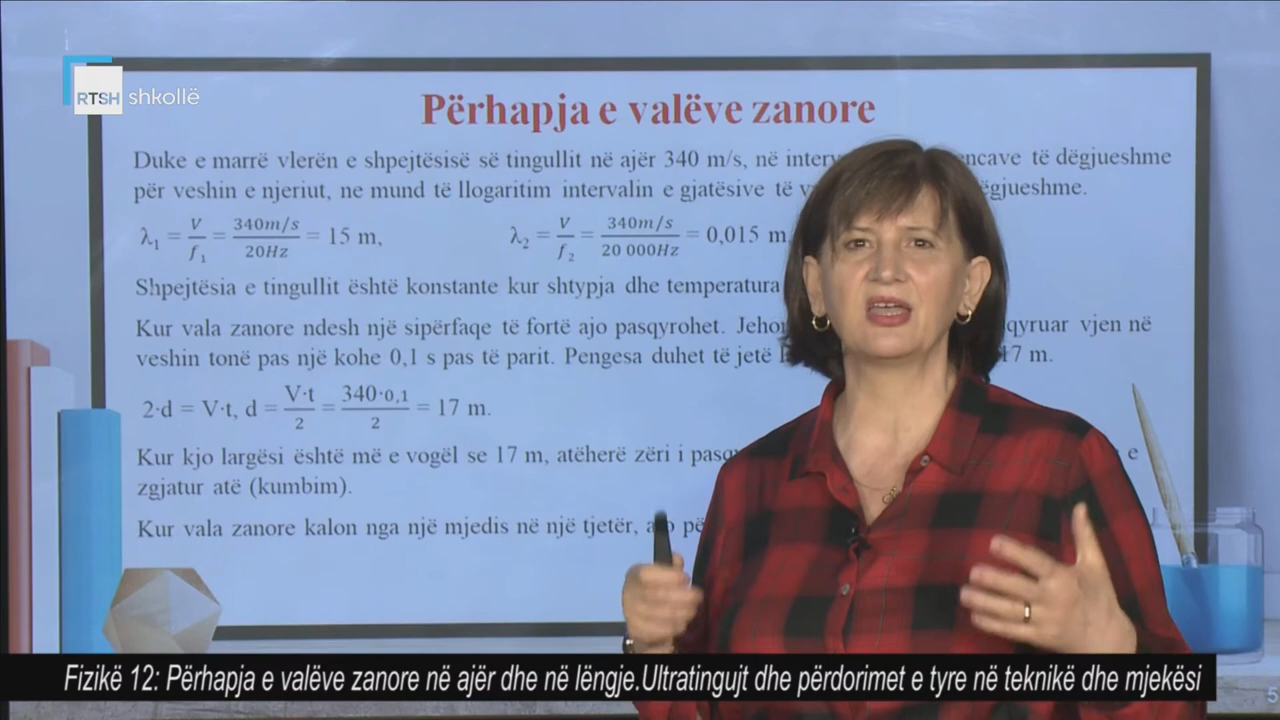 RTSH shkollë
Përhapja e valëve zanore
Duke e marrë vlerën e shpejtësisë së tingullit në ajër 340 m/s, në të dëgjueshme
për veshin e njeriut, ne mund të llogaritim intervalin e gjatësive të
λ₁ = V/f₁ = 340m/s/20Hz = 15 m, λ₂ = V/f₂ = 340m/s/20 000Hz = 0,015 m
Shpejtësia e tingullit është konstante kur shtypja dhe temperatura
Kur vala zanore ndesh një sipërfaqe të fortë ajo pasqyrohet. vjen në
veshin tonë pas një kohe 0,1 s pas të parit. Pengesa duhet të jetë 17 m.
2·d = V·t, d = V·t/2 = 340·0,1/2 = 17 m.
Kur kjo largësi është më e vogël se 17 m, atëherë zëri i e
zgjatur atë (kumbim).
Kur vala zanore kalon nga një mjedis në një tjetër,
Fizikë 12: Përhapja e valëve zanore në ajër dhe në lëngje.Ultratingujt dhe përdorimet e tyre në teknikë dhe mjekësi
5